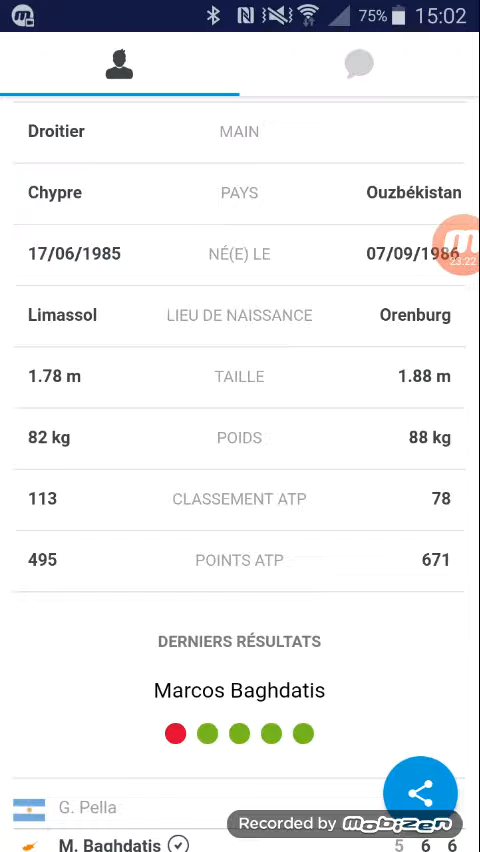 75% 15:02
Droitier MAIN
Chypre PAYS Ouzbékistan
17/06/1985 NÉ(E) LE 07/09/1986
23:22
Limassol LIEU DE NAISSANCE Orenburg
1.78 m TAILLE 1.88 m
82 kg POIDS 88 kg
113 CLASSEMENT ATP 78
495 POINTS ATP 671
DERNIERS RÉSULTATS
Marcos Baghdatis
G. Pella
Recorded by mobizen
M. Baghdatis 5 6 6